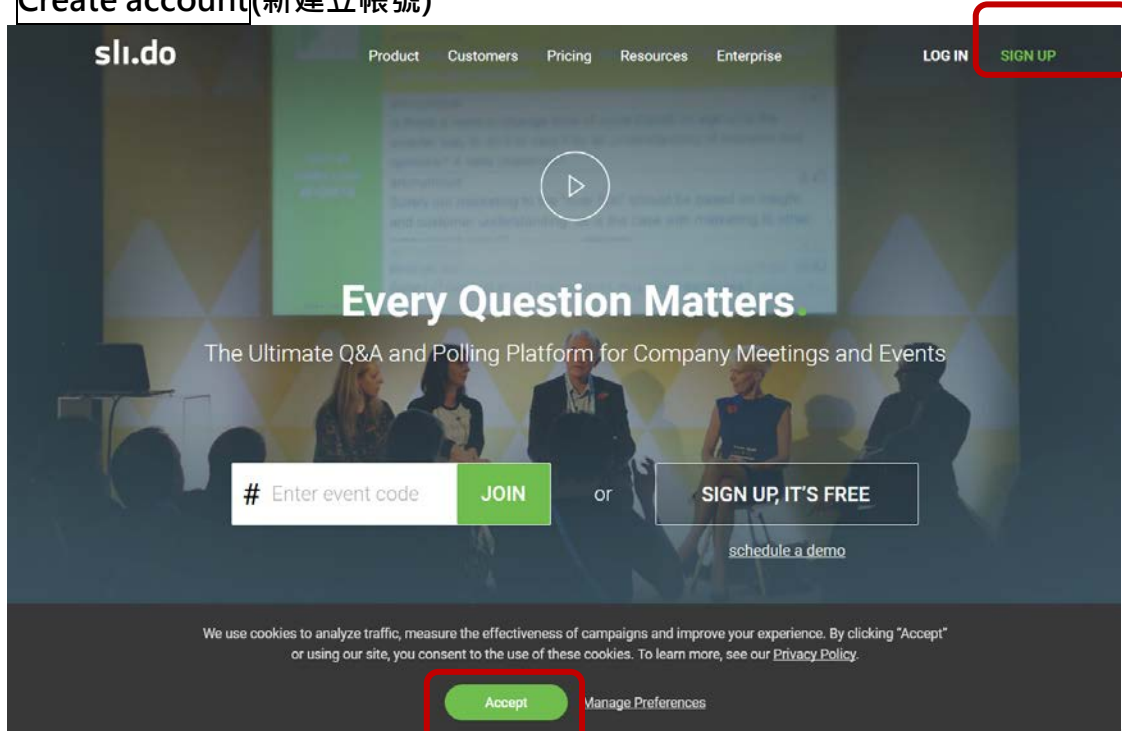 Create account(新建立帳號)
slı.do
Product Customers Pricing Resources Enterprise LOG IN SIGN UP
Every Question Matters.
The Ultimate Q&A and Polling Platform for Company Meetings and Events
# Enter event code JOIN or SIGN UP, IT'S FREE
schedule a demo
We use cookies to analyze traffic, measure the effectiveness of campaigns and improve your experience. By clicking “Accept”
or using our site, you consent to the use of these cookies. To learn more, see our Privacy Policy.
Accept Manage Preferences